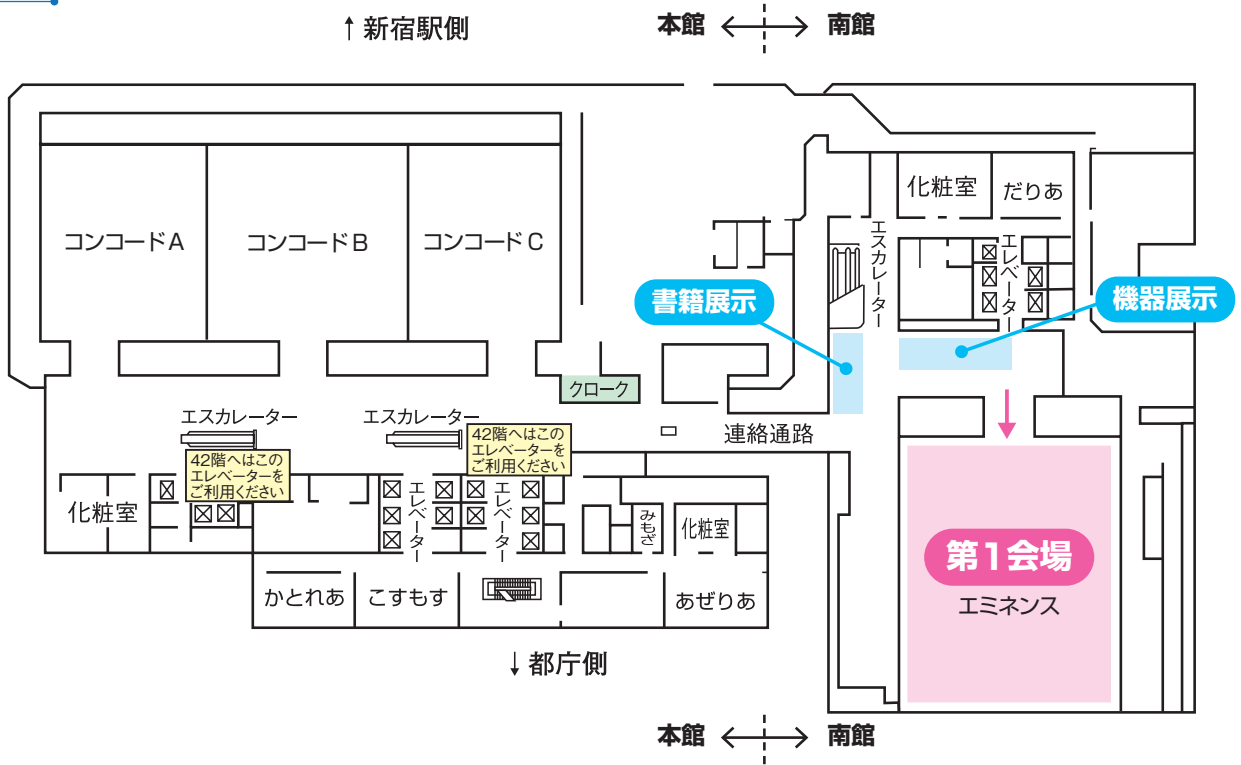 ↑ 新宿駅側
本館
南館
コンコードA
コンコードB
コンコードC
化粧室
だりあ
エスカレーター
エレベーター
書籍展示
機器展示
クローク
エスカレーター
エスカレーター
連絡通路
42階へはこの
エレベーターを
ご利用ください
42階へはこの
エレベーターを
ご利用ください
化粧室
エレベーター
エレベーター
みもざ
化粧室
第1会場
エミネンス
かとれあ
こすもす
あぜりあ
↓ 都庁側
本館
南館